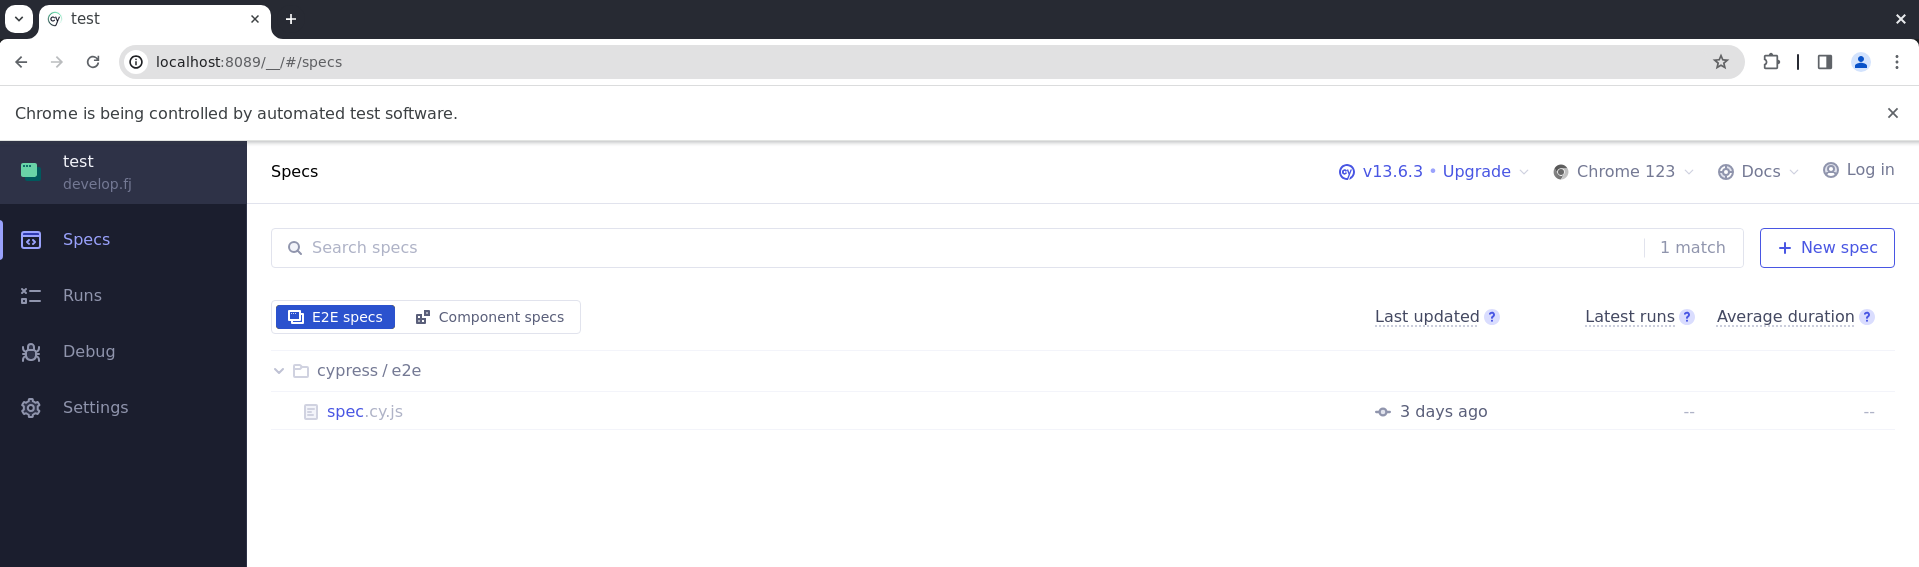 test
localhost:8089/__/#/specs
Chrome is being controlled by automated test software.
test
develop.fj
Specs
Runs
Debug
Settings
Specs
v13.6.3 • Upgrade
Chrome 123
Docs
Log in
Search specs
1 match
+ New spec
E2E specs
Component specs
Last updated ?
Latest runs ?
Average duration ?
cypress / e2e
spec.cy.js
3 days ago
--
--